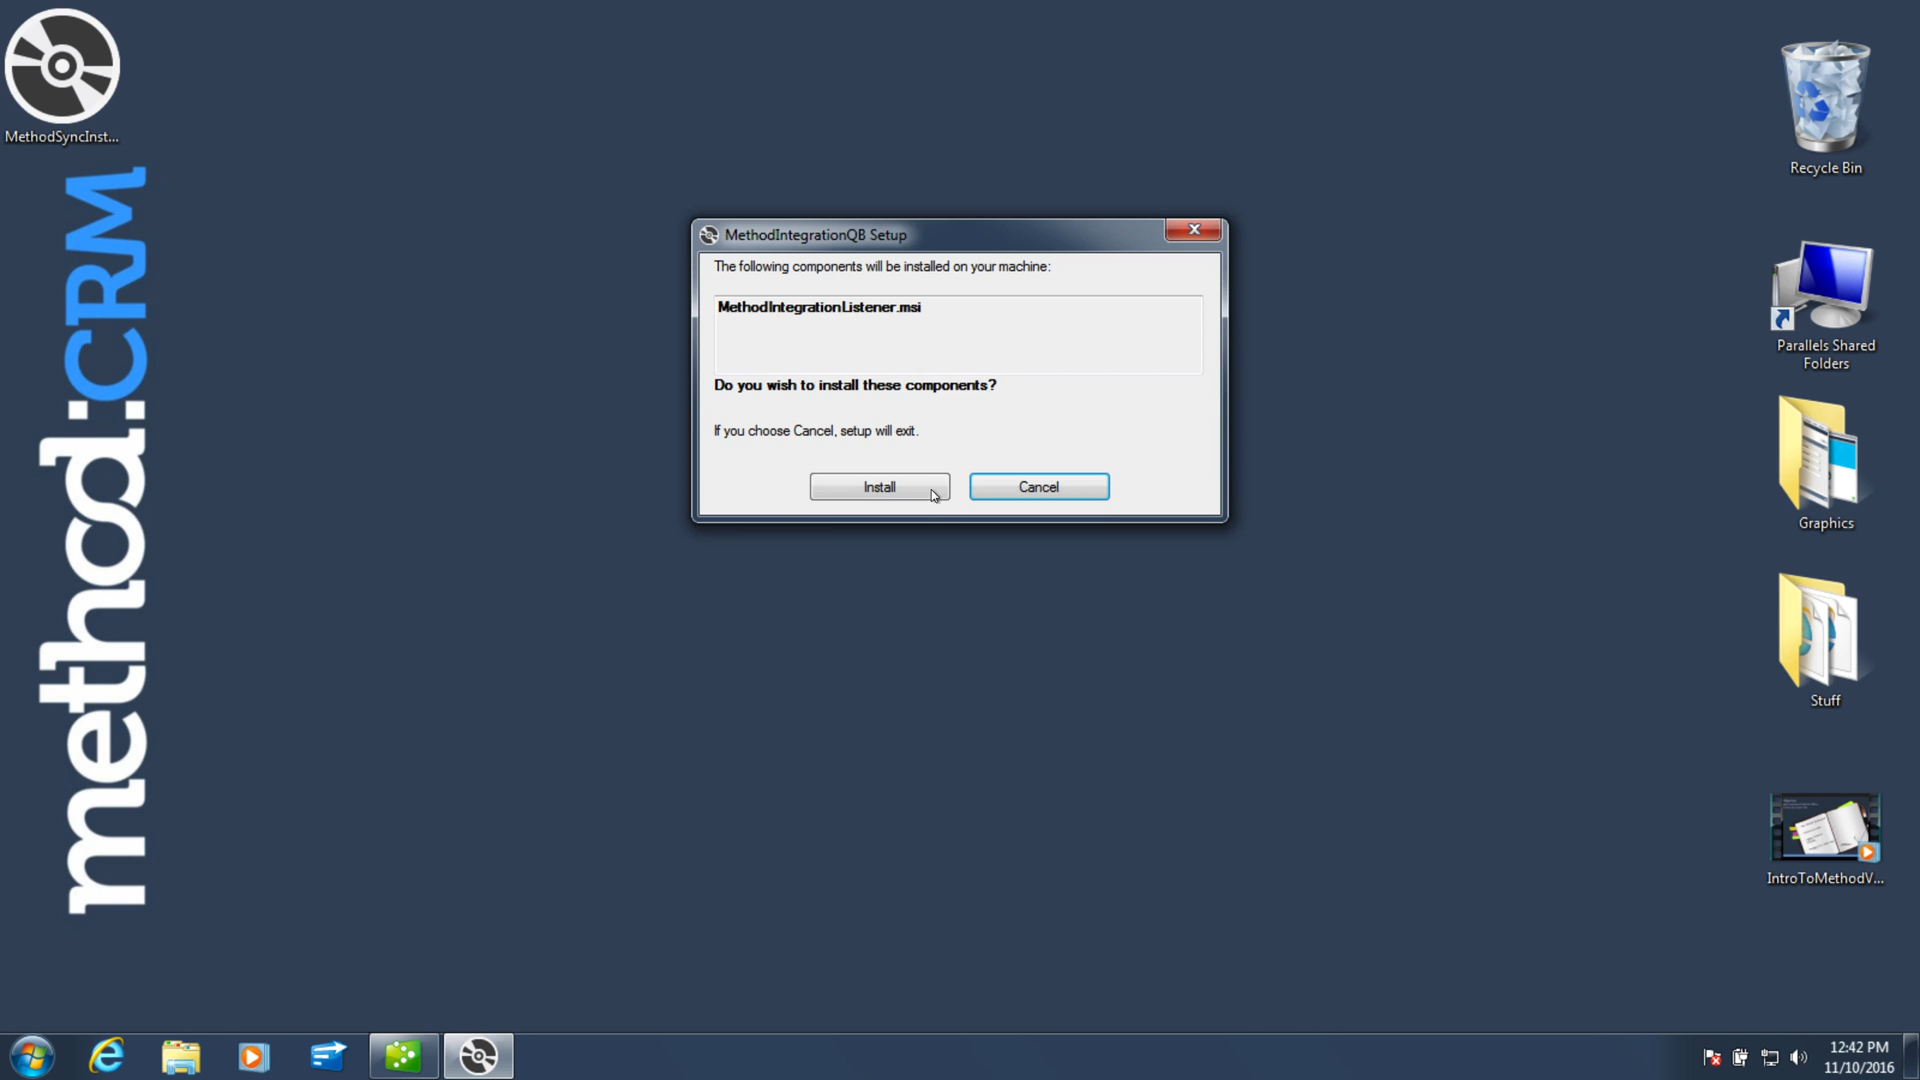 MethodSyncInst...
method:CRM
MethodIntegrationQB Setup
The following components will be installed on your machine:
MethodIntegrationListener.msi
Do you wish to install these components?
If you choose Cancel, setup will exit.
Install
Cancel
Recycle Bin
Parallels Shared
Folders
Graphics
Stuff
IntroToMethodV...
12:42 PM
11/10/2016